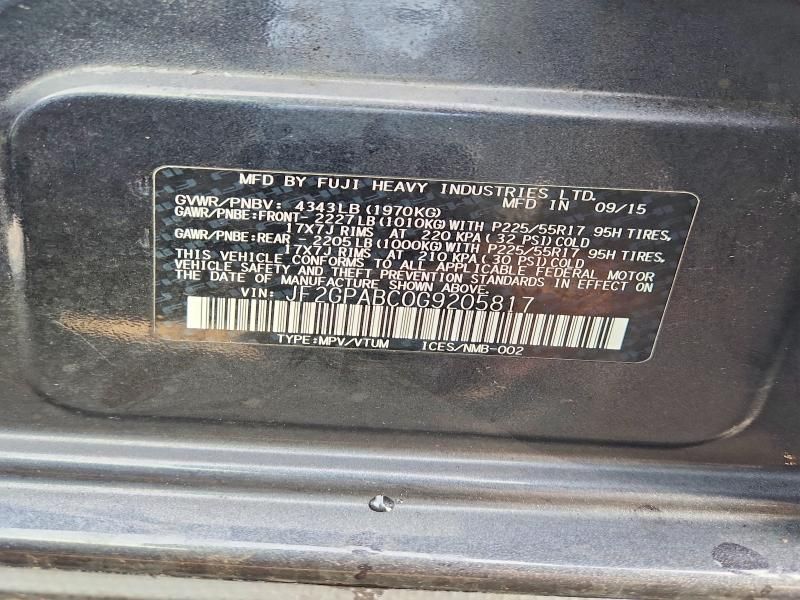 MFD BY FUJI HEAVY INDUSTRIES LTD.
GVWR/PNBV: 4343LB(1970KG) MFD IN 09/15
GAWR/PNBE:FRONT-2227LB(1010KG)WITH P225/55R17 95H TIRES,
17X7J RIMS AT 220 KPA(32 PSI)COLD
GAWR/PNBE:REAR -2205LB(1000KG)WITH P225/55R17 95H TIRES,
17X7J RIMS AT 210 KPA(30 PSI)COLD
THIS VEHICLE CONFORMS TO ALL APPLICABLE FEDERAL MOTOR
VEHICLE SAFETY AND THEFT PREVENTION STANDARDS IN EFFECT ON
THE DATE OF MANUFACTURE SHOWN ABOVE.
VIN: JF2GPABC0G9205817
TYPE:MPV/VTUM ICES/NMB-002